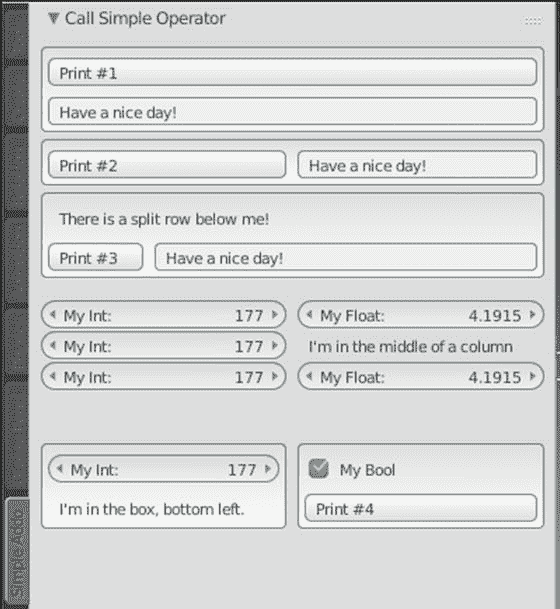 Call Simple Operator
Print #1
Have a nice day!
Print #2 Have a nice day!
There is a split row below me!
Print #3 Have a nice day!
My Int: 177 My Float: 4.1915
My Int: 177 I'm in the middle of a column
My Int: 177 My Float: 4.1915
My Int: 177 My Bool
I'm in the box, bottom left. Print #4
Simple Addo